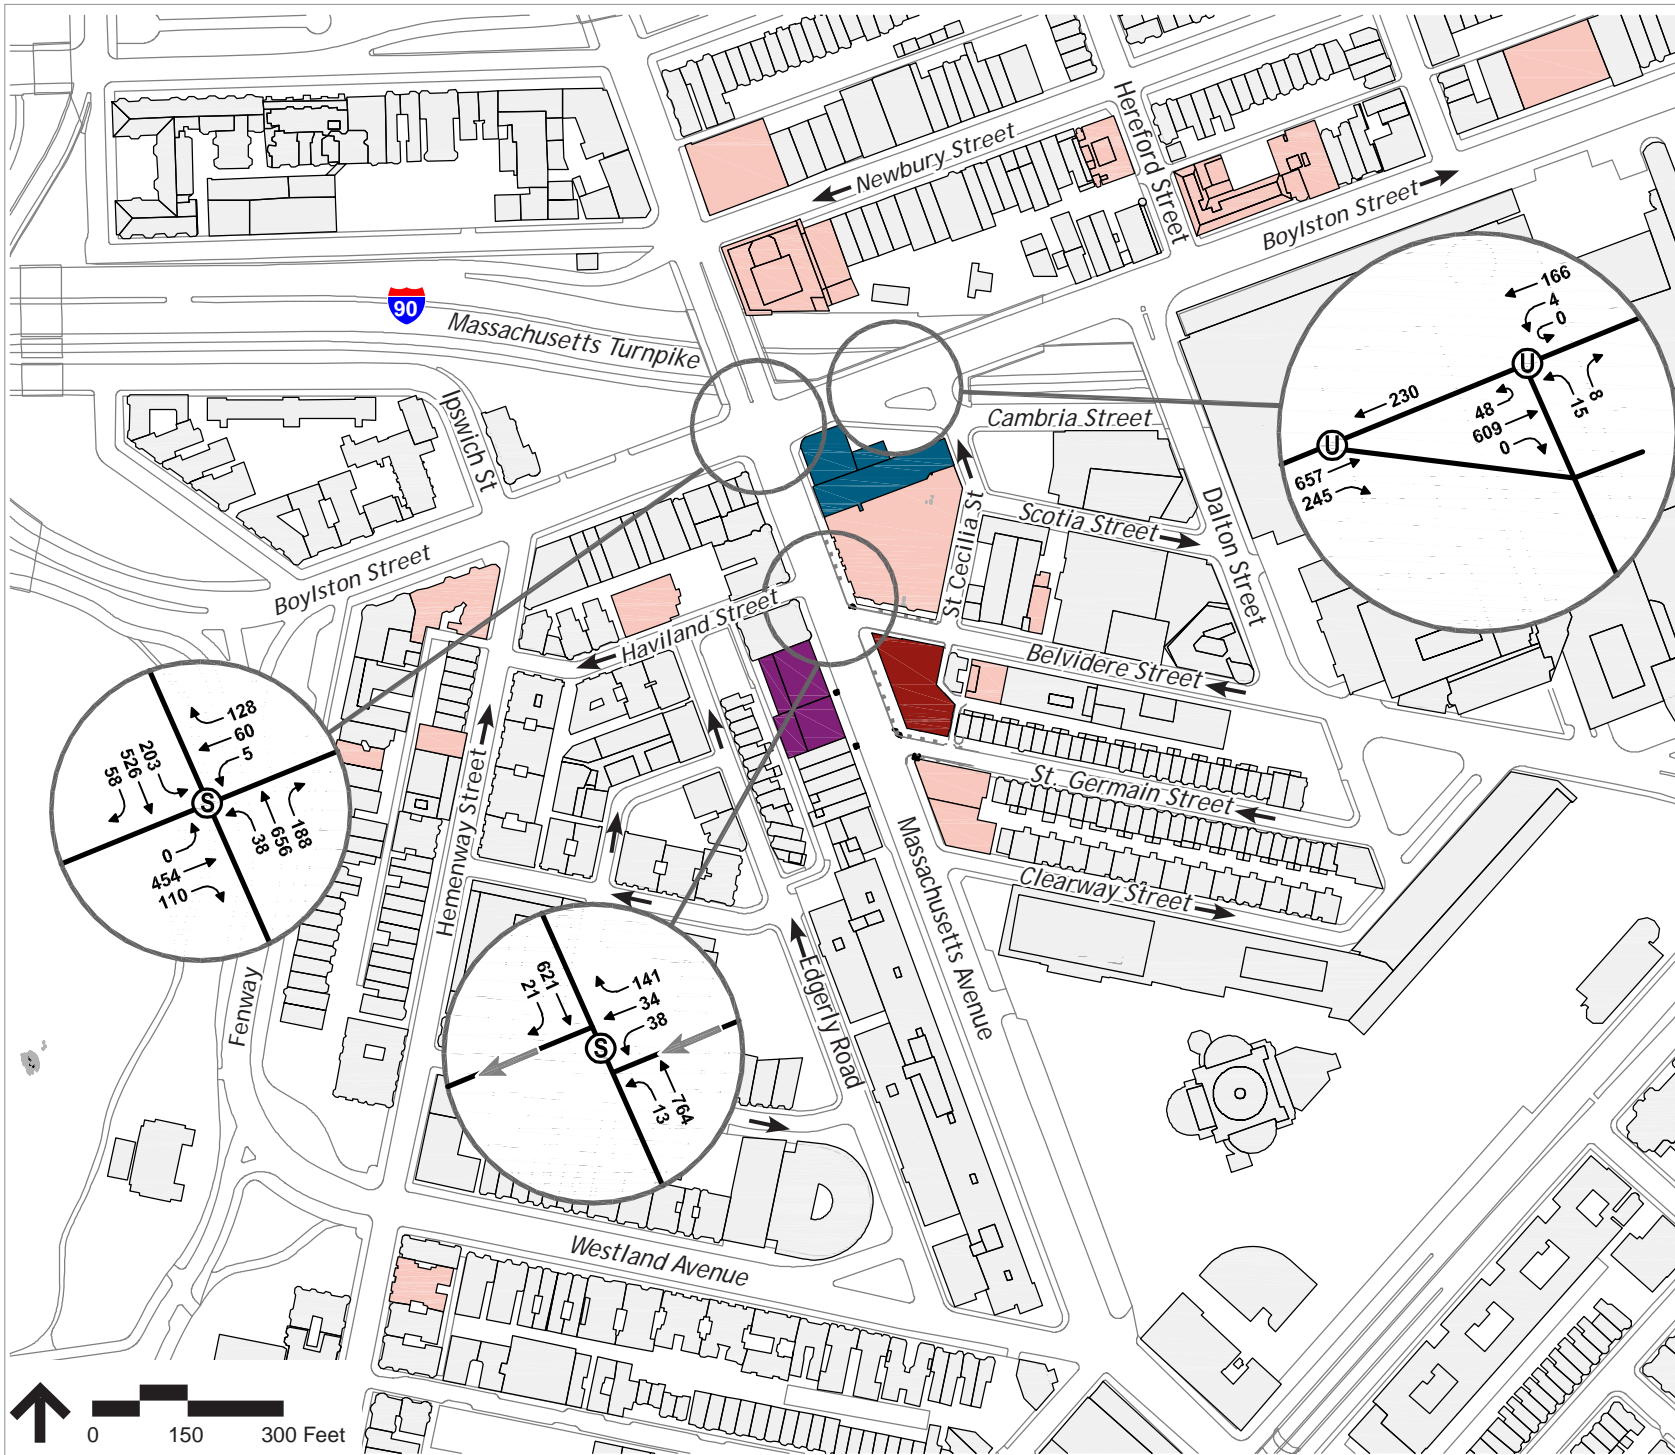 Hereford Street
Newbury Street
Boylston Street
90
Massachusetts Turnpike
166
4
0
U
230
48
609
0
15
8
U
657
245
Ipswich St
Cambria Street
Scotia Street
Dalton Street
St Cecilia St
Boylston Street
Haviland Street
Belvidere Street
128
60
5
203
526
58
S
0
454
110
38
656
188
Hemenway Street
St. Germain Street
Massachusetts Avenue
Clearway Street
Fenway
Edgerly Road
621
21
141
34
38
S
764
13
Westland Avenue
0 150 300 Feet